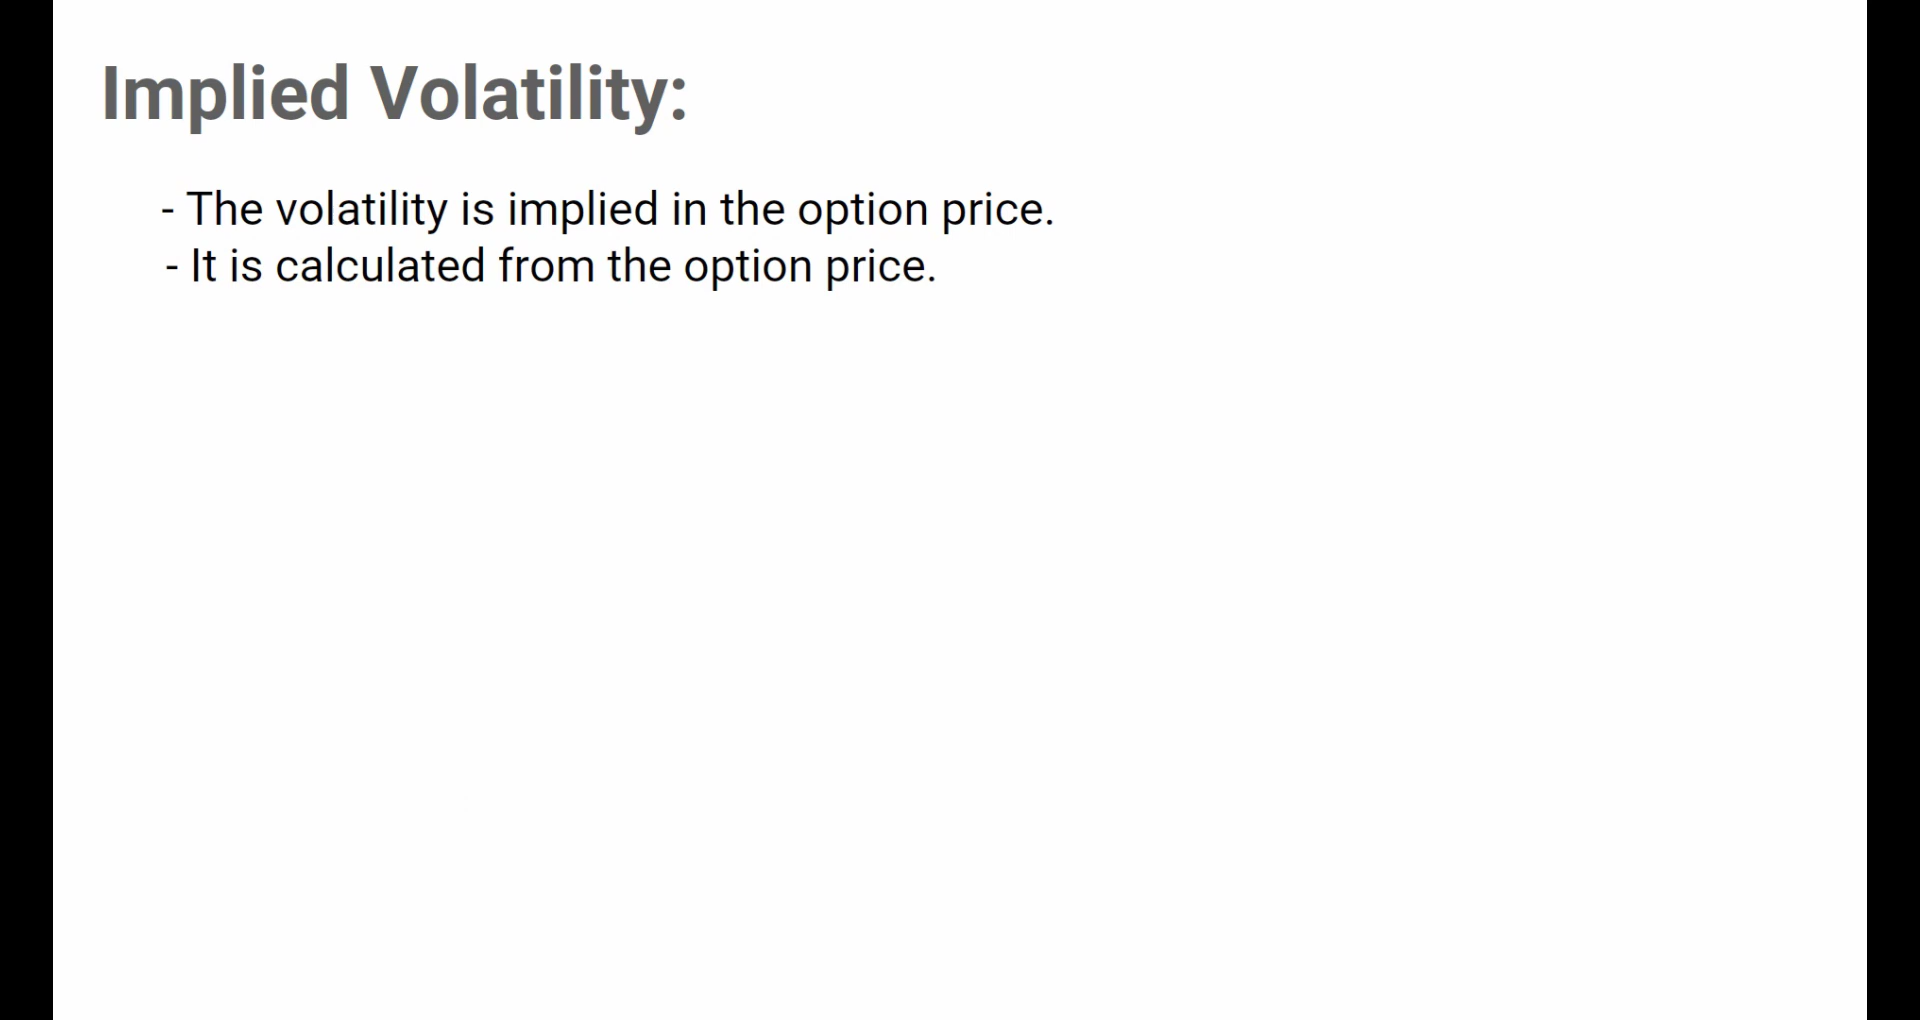 Implied Volatility:
- The volatility is implied in the option price.
- It is calculated from the option price.